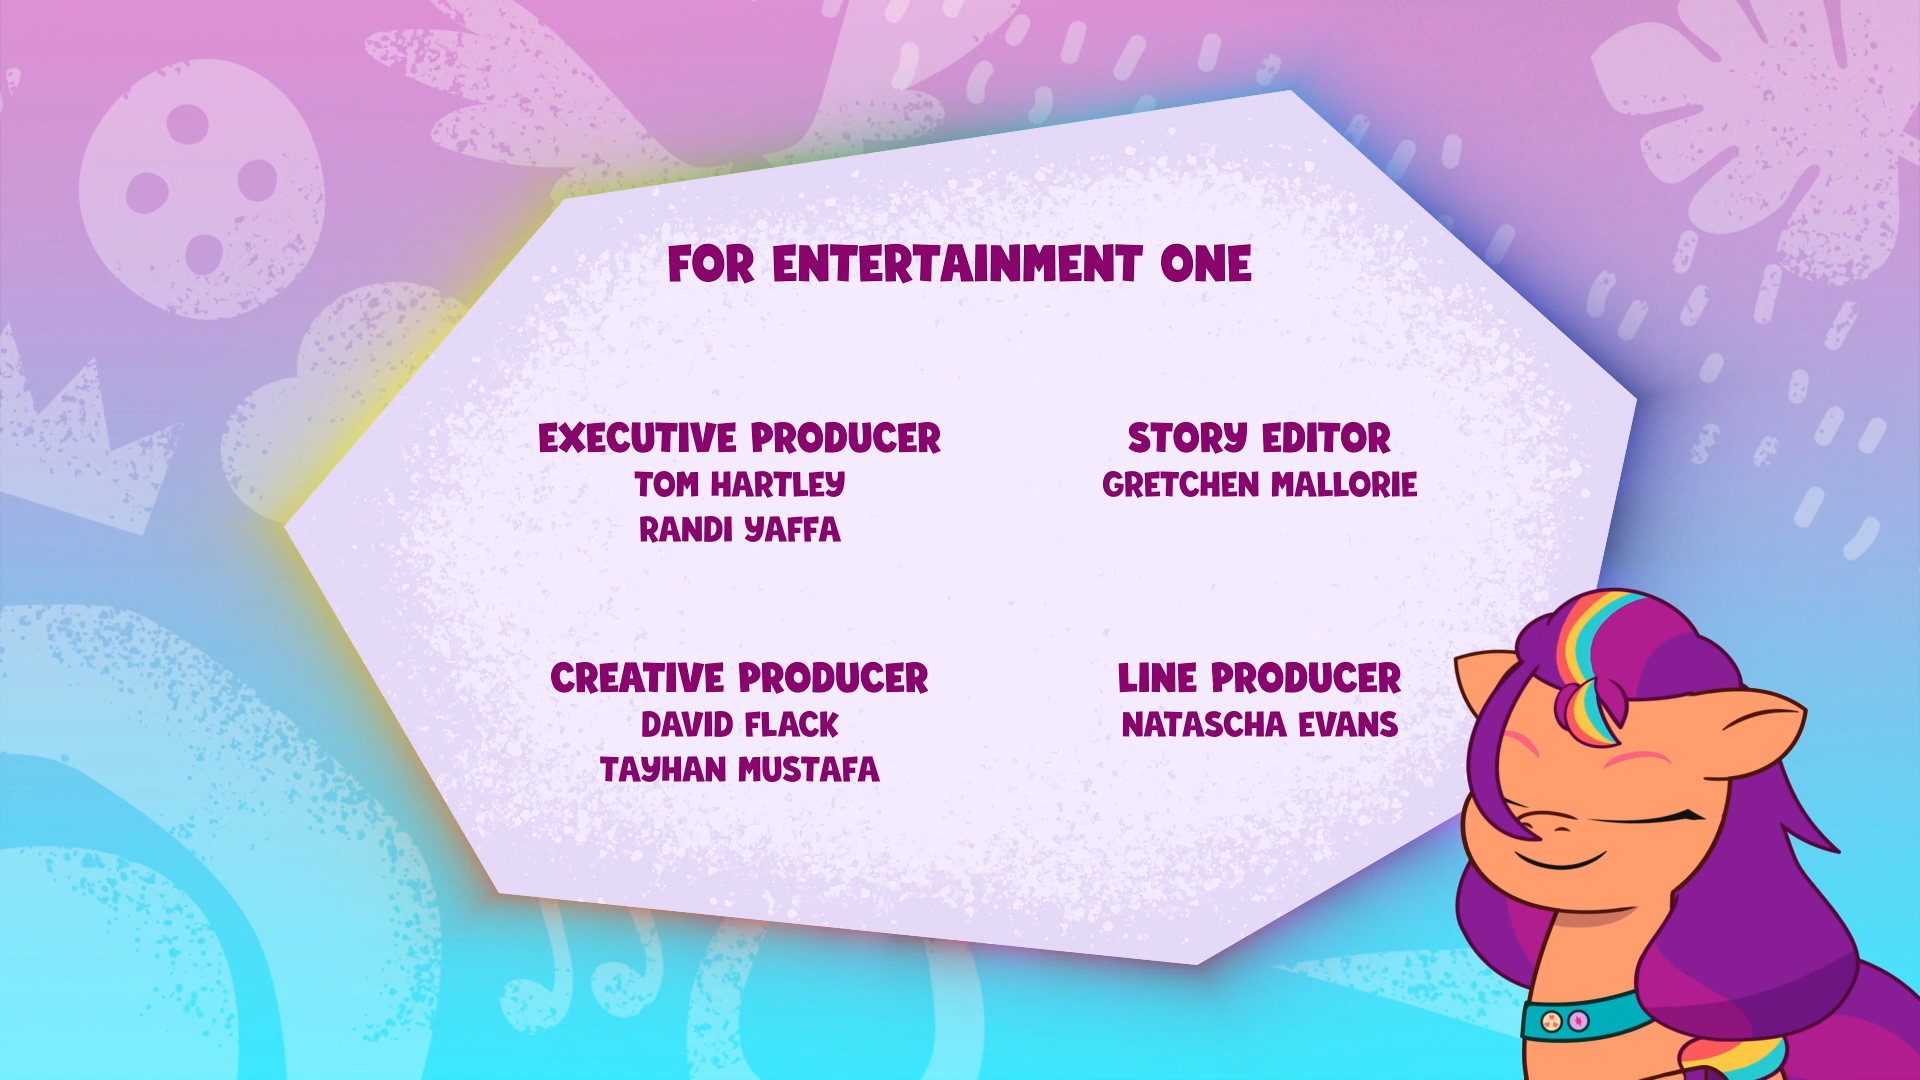 FOR ENTERTAINMENT ONE
EXECUTIVE PRODUCER
TOM HARTLEY
RANDI YAFFA
STORY EDITOR
GRETCHEN MALLORIE
CREATIVE PRODUCER
DAVID FLACK
TAYHAN MUSTAFA
LINE PRODUCER
NATASCHA EVANS